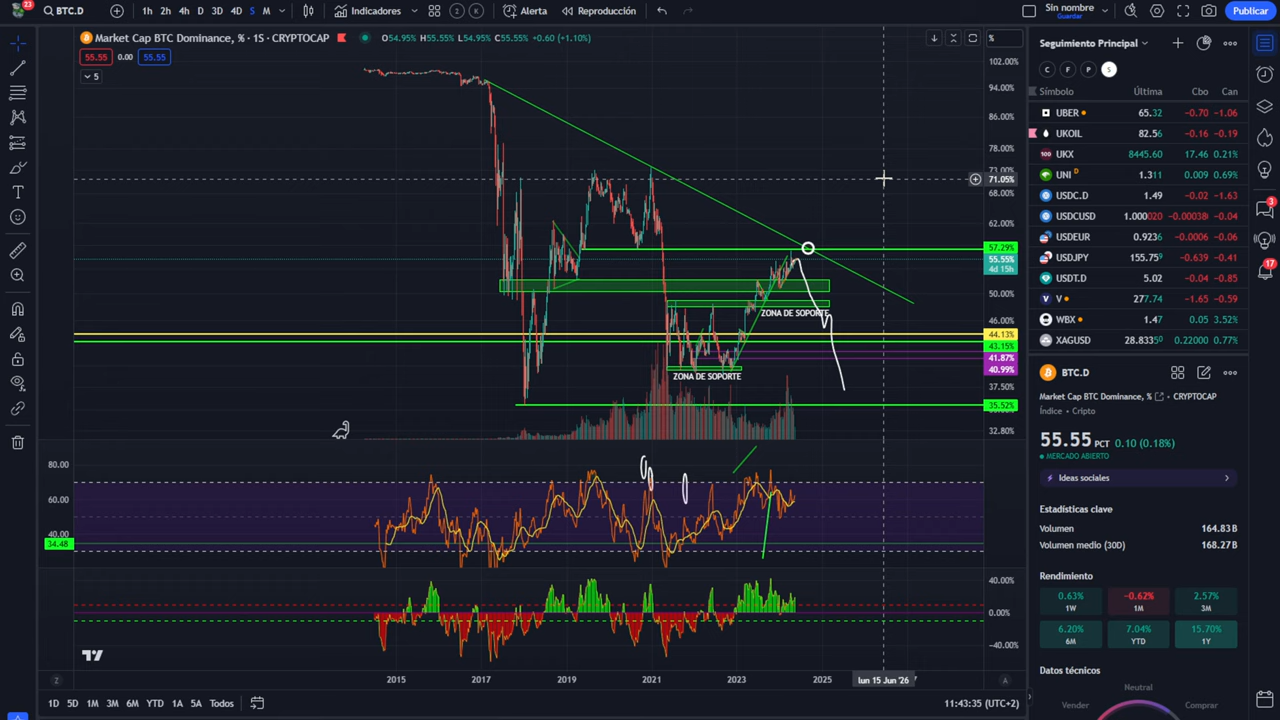 23
BTC.D
1h 2h 4h D 3D 4D S M
Indicadores
2 K
Alerta
Reproducción
Sin nombre
Guardar
Publicar
Market Cap BTC Dominance, % · 1S · CRYPTOCAP
O54.95% H55.55% L54.95% C55.55% +0.60 (+1.10%)
55.55 0.00 55.55
5
%
102.00%
94.00%
86.00%
78.00%
73.00%
71.05%
68.00%
62.00%
57.29%
55.55%
4d 15h
50.00%
46.00%
44.13%
43.15%
41.87%
40.99%
37.50%
35.52%
32.80%
ZONA DE SOPORTE
ZONA DE SOPORTE
80.00
60.00
40.00
34.48
40.00%
0.00%
−40.00%
Z
2015 2017 2019 2021 2023 2025
lun 15 Jun '26
A
1D 5D 1M 3M 6M YTD 1A 5A Todos
11:43:35 (UTC+2)
Seguimiento Principal
C F P S
Símbolo Última Cbo Can
UBER 65.32 −0.70 −1.06
UKOIL 82.56 −0.16 −0.19
UKX 8445.60 17.46 0.21%
UNI D 11.31 0.009 0.69%
USDC.D 1.49 −0.02 −1.63
USDCUSD 1.000020 −0.00038 −0.04
USDEUR 0.9236 −0.0006 −0.06
USDJPY 155.759 −0.639 −0.41
USDT.D 5.02 −0.04 −0.85
V 277.74 −1.65 −0.59
WBX 1.47 0.05 3.52%
XAGUSD 28.8335 0.22000 0.77%
3
17
BTC.D
Market Cap BTC Dominance, % · CRYPTOCAP
Índice · Cripto
55.55 PCT 0.10 (0.18%)
MERCADO ABIERTO
Ideas sociales
Estadísticas clave
Volumen 164.83B
Volumen medio (30D) 168.27B
Rendimiento
0.63% −0.62% 2.57%
1W 1M 3M
6.20% 7.04% 15.70%
6M YTD 1Y
Datos técnicos
Neutral
Vender Comprar